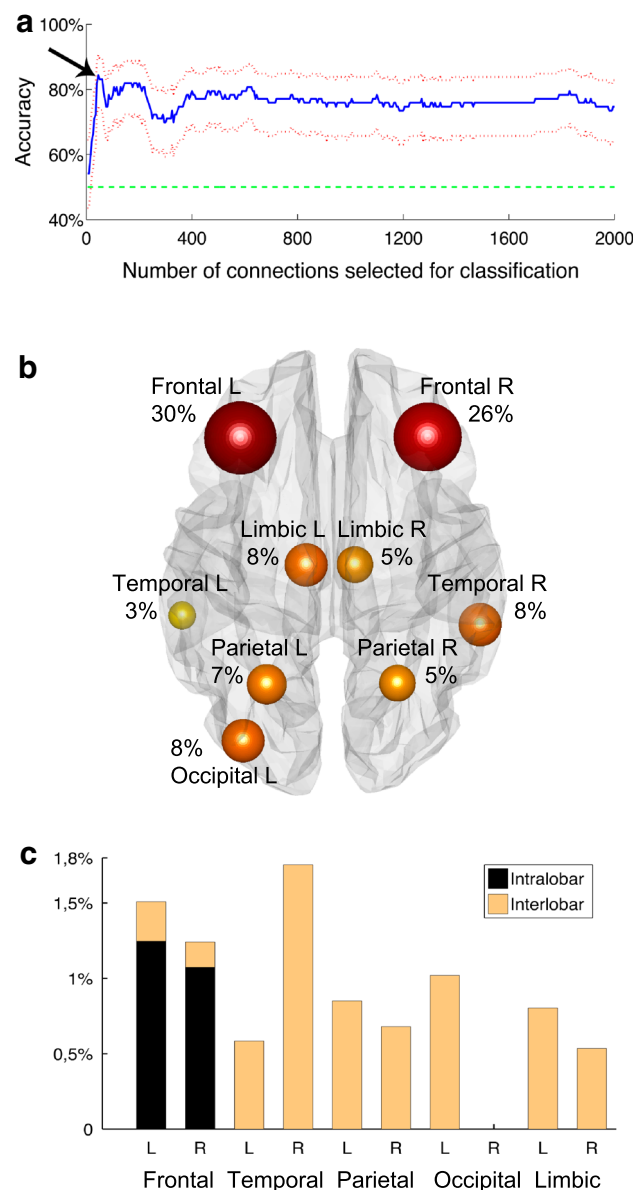 a
100%
80%
60%
40%
Accuracy
0
400
800
1200
1600
2000
Number of connections selected for classification
b
Frontal L
30%
Frontal R
26%
Limbic L
8%
Limbic R
5%
Temporal L
3%
Temporal R
8%
Parietal L
7%
Parietal R
5%
8%
Occipital L
c
1,8%
1,5%
1%
0,5%
0
Intralobar
Interlobar
L R L R L R L R L R
Frontal Temporal Parietal Occipital Limbic